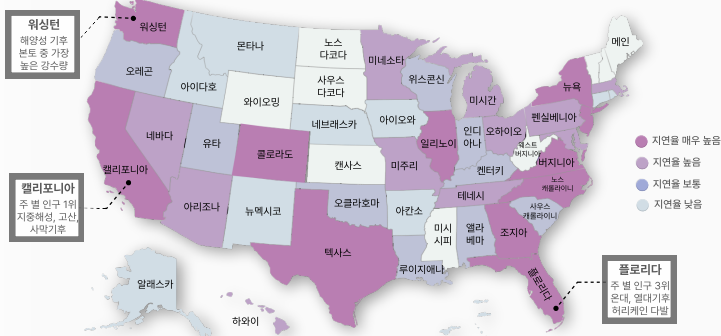 워싱턴
해양성 기후
본토 중 가장
높은 강수량
워싱턴
몬타나
노스
다코다
미네소타
메인
오레곤
아이다호
사우스
다코다
위스콘신
미시간
뉴욕
와이오밍
네브래스카
아이오와
펜실베니아
네바다
유타
콜로라도
캔사스
미주리
일리노이
인디
아나
오하이오
웨스트
버지니아
버지니아
캘리포니아
켄터키
노스
캐롤라이니
테네시
아리조나
뉴멕시코
오클라호마
아칸소
사우스
캐롤라이니
텍사스
루이지애나
미시
시피
앨라
베마
조지아
플로리다
알래스카
하와이
캘리포니아
주 별 인구 1위
지중해성, 고산,
사막기후
지연율 매우 높음
지연율 높음
지연율 보통
지연율 낮음
플로리다
주 별 인구 3위
온대, 열대기후
허리케인 다발